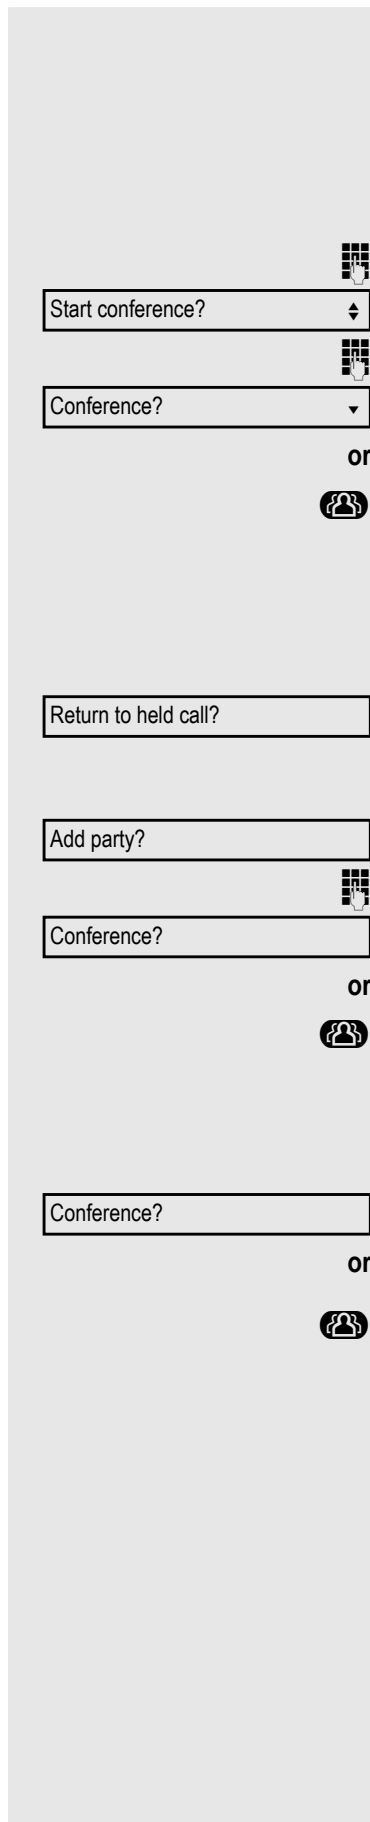 Start conference?
Conference?
or
Return to held call?
Add party?
Conference?
or
Conference?
or